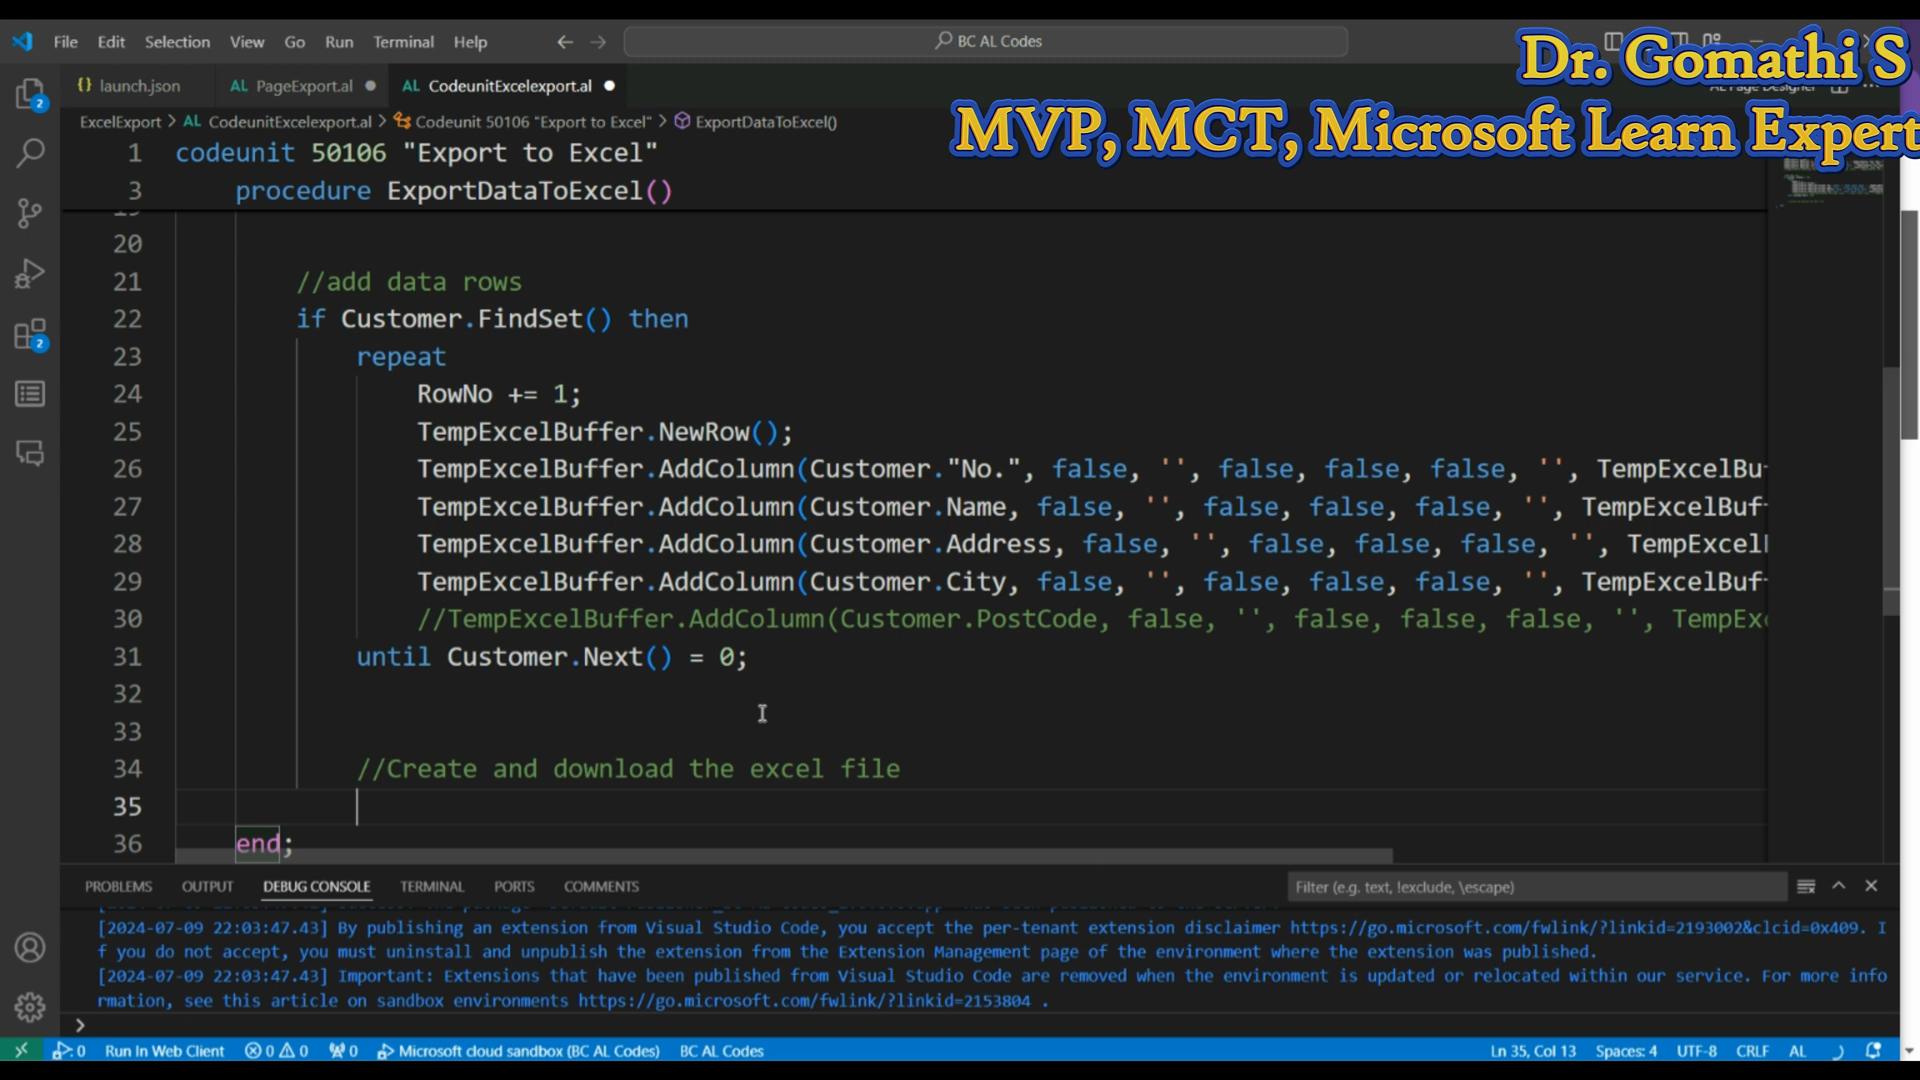 File Edit Selection View Go Run Terminal Help
BC AL Codes
Dr. Gomathi S
MVP, MCT, Microsoft Learn Expert
launch.json
AL PageExport.al
AL CodeunitExcelexport.al
AL Page Designer
ExcelExport > AL CodeunitExcelexport.al > Codeunit 50106 "Export to Excel" > ExportDataToExcel()
1 codeunit 50106 "Export to Excel"
3 procedure ExportDataToExcel()
20
21 //add data rows
22 if Customer.FindSet() then
23 repeat
24 RowNo += 1;
25 TempExcelBuffer.NewRow();
26 TempExcelBuffer.AddColumn(Customer."No.", false, '', false, false, false, '', TempExcelBu
27 TempExcelBuffer.AddColumn(Customer.Name, false, '', false, false, false, '', TempExcelBuf
28 TempExcelBuffer.AddColumn(Customer.Address, false, '', false, false, false, '', TempExcel
29 TempExcelBuffer.AddColumn(Customer.City, false, '', false, false, false, '', TempExcelBuf
30 //TempExcelBuffer.AddColumn(Customer.PostCode, false, '', false, false, false, '', TempEx
31 until Customer.Next() = 0;
32
33
34 //Create and download the excel file
35
36 end;
PROBLEMS OUTPUT DEBUG CONSOLE TERMINAL PORTS COMMENTS
Filter (e.g. text, !exclude, \escape)
[2024-07-09 22:03:47.43] By publishing an extension from Visual Studio Code, you accept the per-tenant extension disclaimer https://go.microsoft.com/fwlink/?linkid=2193002&clcid=0x409. I
f you do not accept, you must uninstall and unpublish the extension from the Extension Management page of the environment where the extension was published.
[2024-07-09 22:03:47.43] Important: Extensions that have been published from Visual Studio Code are removed when the environment is updated or relocated within our service. For more info
rmation, see this article on sandbox environments https://go.microsoft.com/fwlink/?linkid=2153804 .
0 Run In Web Client 0 0 0 Microsoft cloud sandbox (BC AL Codes) BC AL Codes Ln 35, Col 13 Spaces: 4 UTF-8 CRLF AL